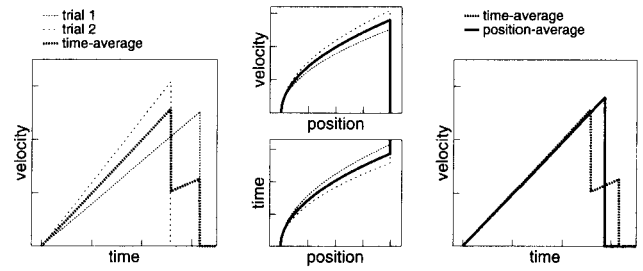 trial 1
trial 2
time-average
velocity
time
velocity
position
time
position
time-average
position-average
velocity
time